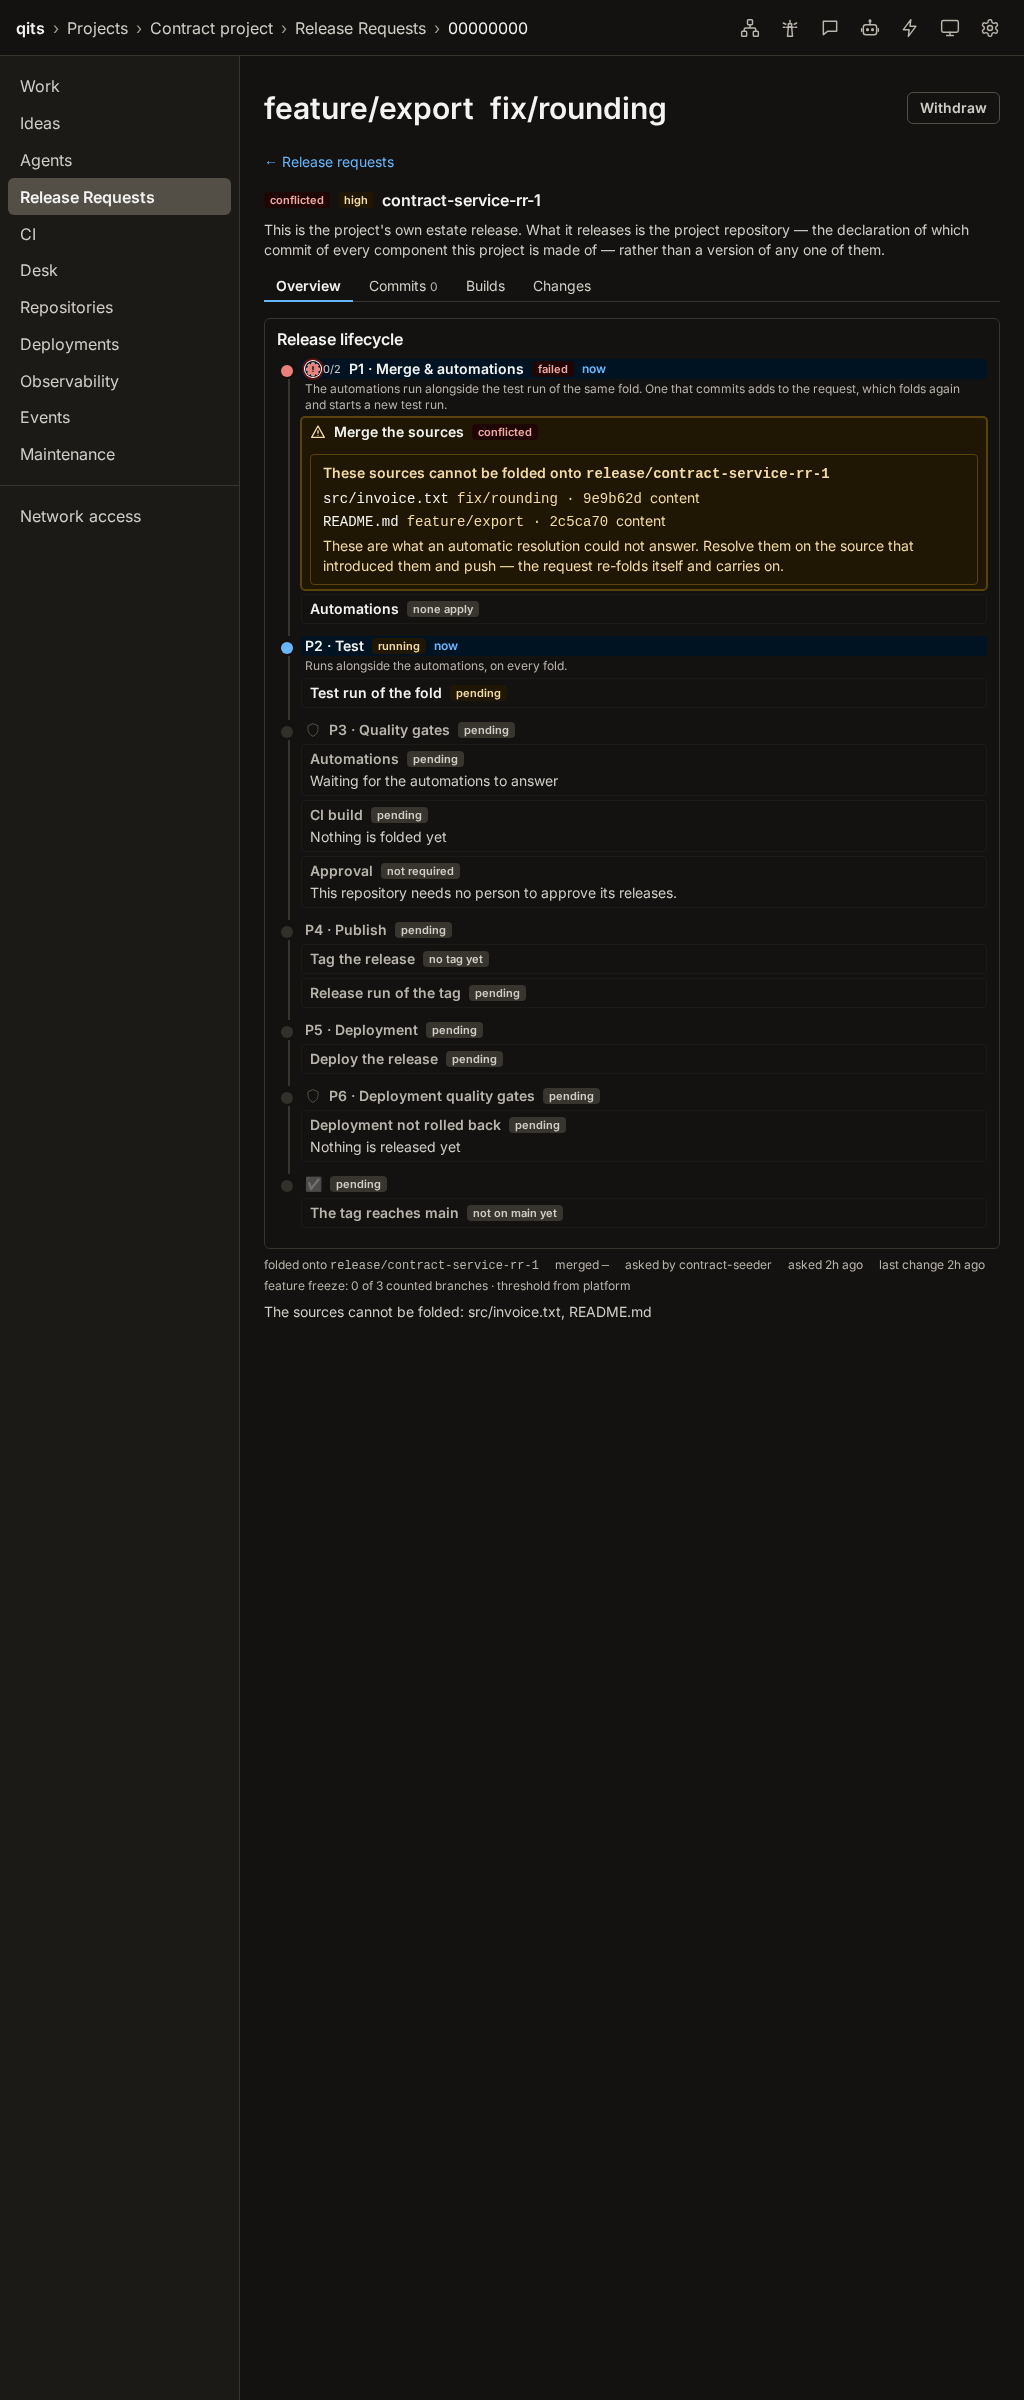 qits › Projects › Contract project › Release Requests › 00000000
Work
Ideas
Agents
Release Requests
CI
Desk
Repositories
Deployments
Observability
Events
Maintenance
Network access
feature/export fix/rounding
Withdraw
← Release requests
conflicted high contract-service-rr-1
This is the project's own estate release. What it releases is the project repository — the declaration of which
commit of every component this project is made of — rather than a version of any one of them.
Overview Commits 0 Builds Changes
Release lifecycle
0/2 P1 · Merge & automations failed now
The automations run alongside the test run of the same fold. One that commits adds to the request, which folds again
and starts a new test run.
Merge the sources conflicted
These sources cannot be folded onto release/contract-service-rr-1
src/invoice.txt fix/rounding · 9e9b62d content
README.md feature/export · 2c5ca70 content
These are what an automatic resolution could not answer. Resolve them on the source that
introduced them and push — the request re-folds itself and carries on.
Automations none apply
P2 · Test running now
Runs alongside the automations, on every fold.
Test run of the fold pending
P3 · Quality gates pending
Automations pending
Waiting for the automations to answer
CI build pending
Nothing is folded yet
Approval not required
This repository needs no person to approve its releases.
P4 · Publish pending
Tag the release no tag yet
Release run of the tag pending
P5 · Deployment pending
Deploy the release pending
P6 · Deployment quality gates pending
Deployment not rolled back pending
Nothing is released yet
pending
The tag reaches main not on main yet
folded onto release/contract-service-rr-1 merged — asked by contract-seeder asked 2h ago last change 2h ago
feature freeze: 0 of 3 counted branches · threshold from platform
The sources cannot be folded: src/invoice.txt, README.md